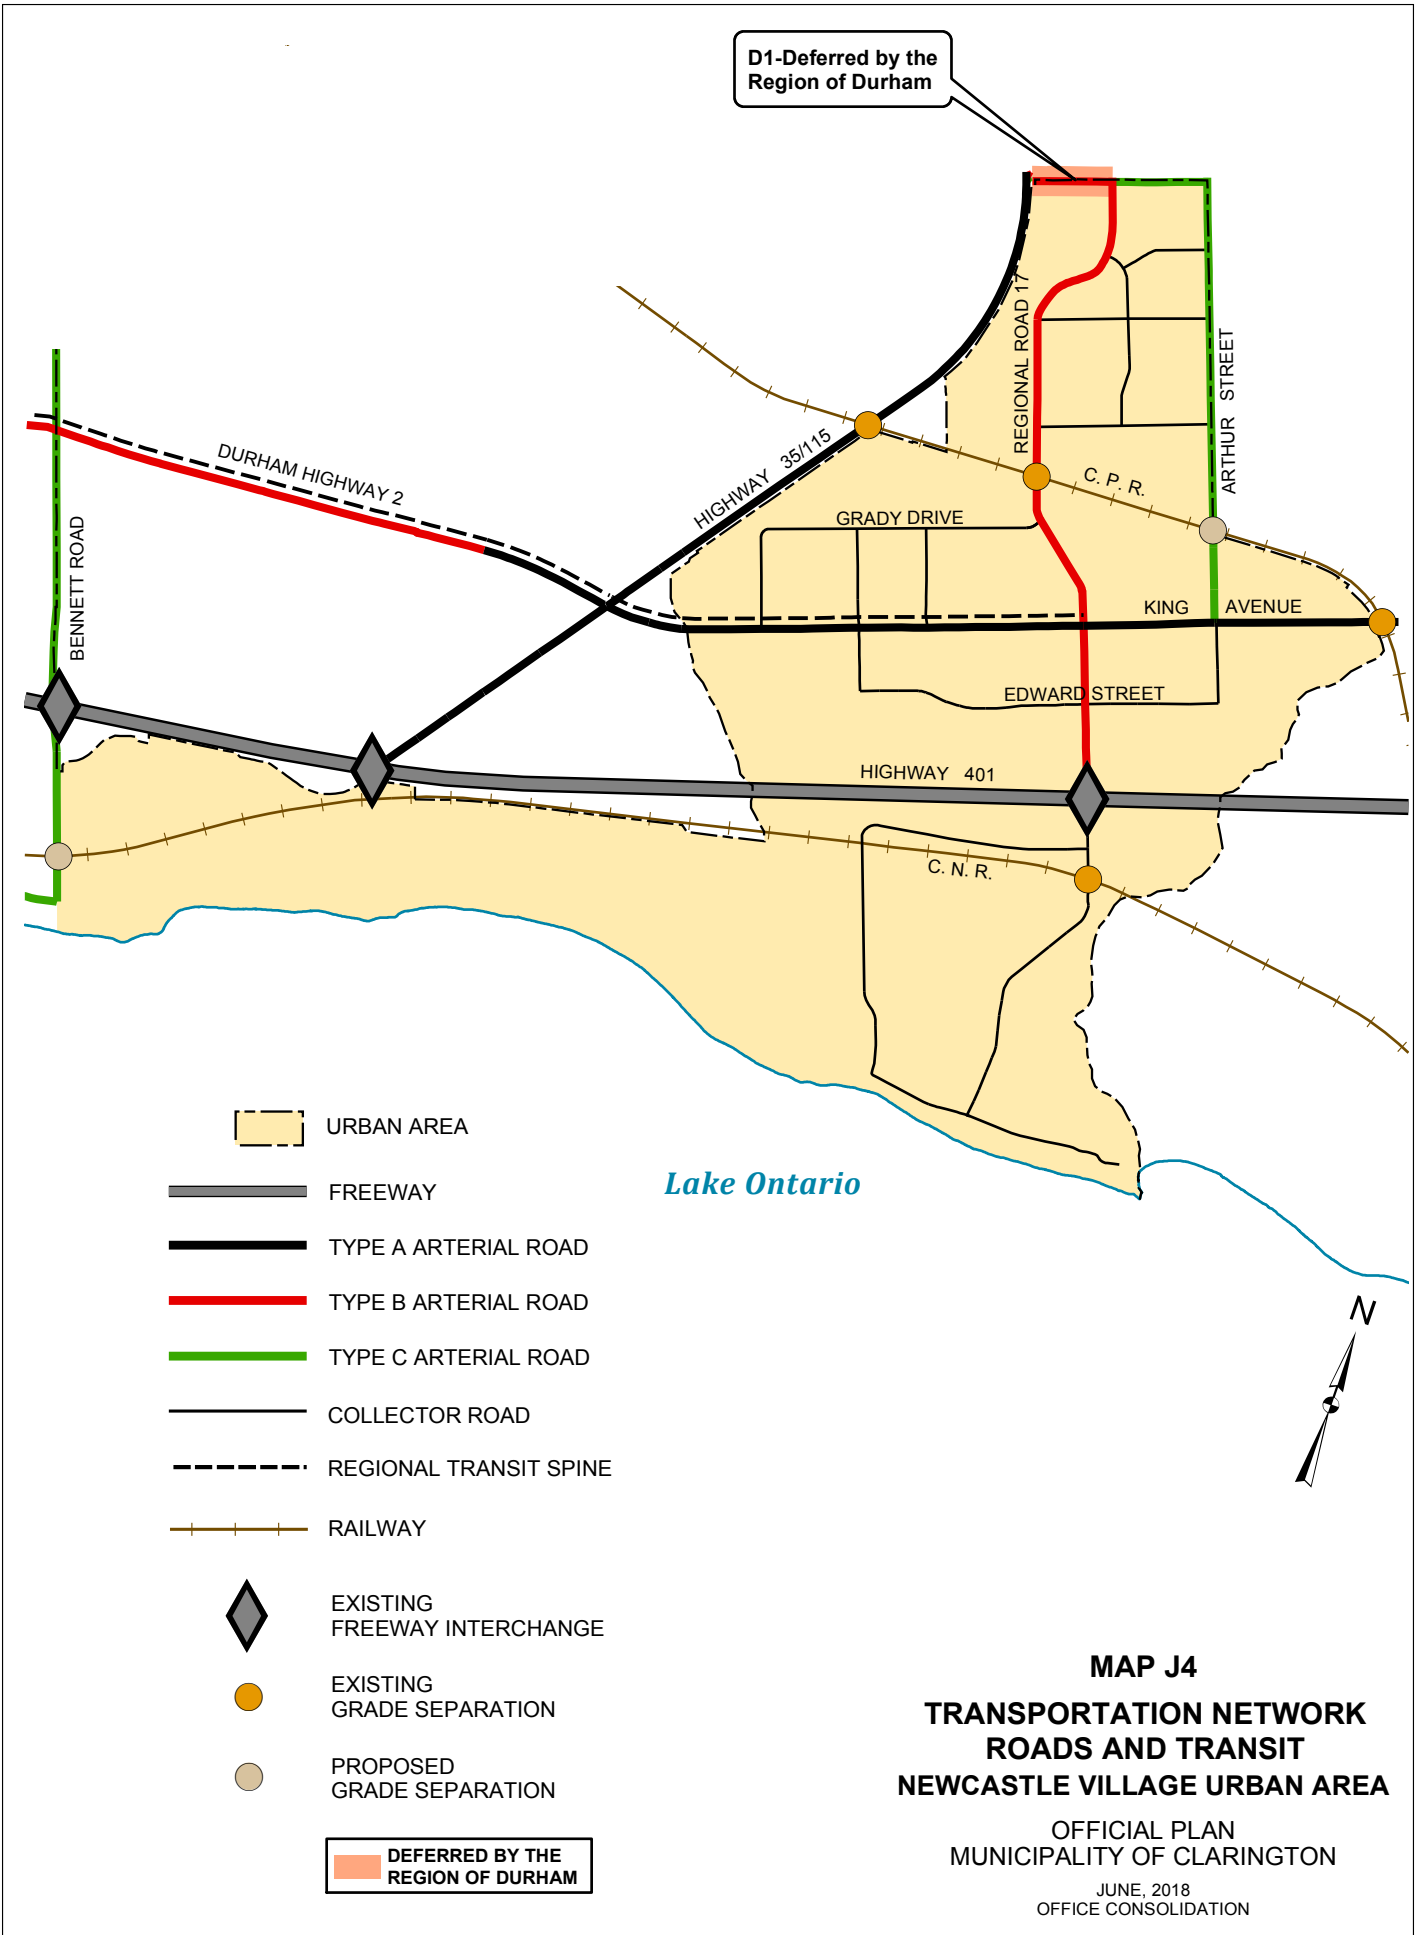 D1-Deferred by the
Region of Durham
REGIONAL ROAD 17
ARTHUR STREET
DURHAM HIGHWAY 2
HIGHWAY 35/115
C. P. R.
GRADY DRIVE
BENNETT ROAD
KING AVENUE
EDWARD STREET
HIGHWAY 401
C. N. R.
Lake Ontario
URBAN AREA
FREEWAY
TYPE A ARTERIAL ROAD
TYPE B ARTERIAL ROAD
TYPE C ARTERIAL ROAD
COLLECTOR ROAD
REGIONAL TRANSIT SPINE
RAILWAY
EXISTING
FREEWAY INTERCHANGE
EXISTING
GRADE SEPARATION
PROPOSED
GRADE SEPARATION
DEFERRED BY THE
REGION OF DURHAM
N
MAP J4
TRANSPORTATION NETWORK
ROADS AND TRANSIT
NEWCASTLE VILLAGE URBAN AREA
OFFICIAL PLAN
MUNICIPALITY OF CLARINGTON
JUNE, 2018
OFFICE CONSOLIDATION